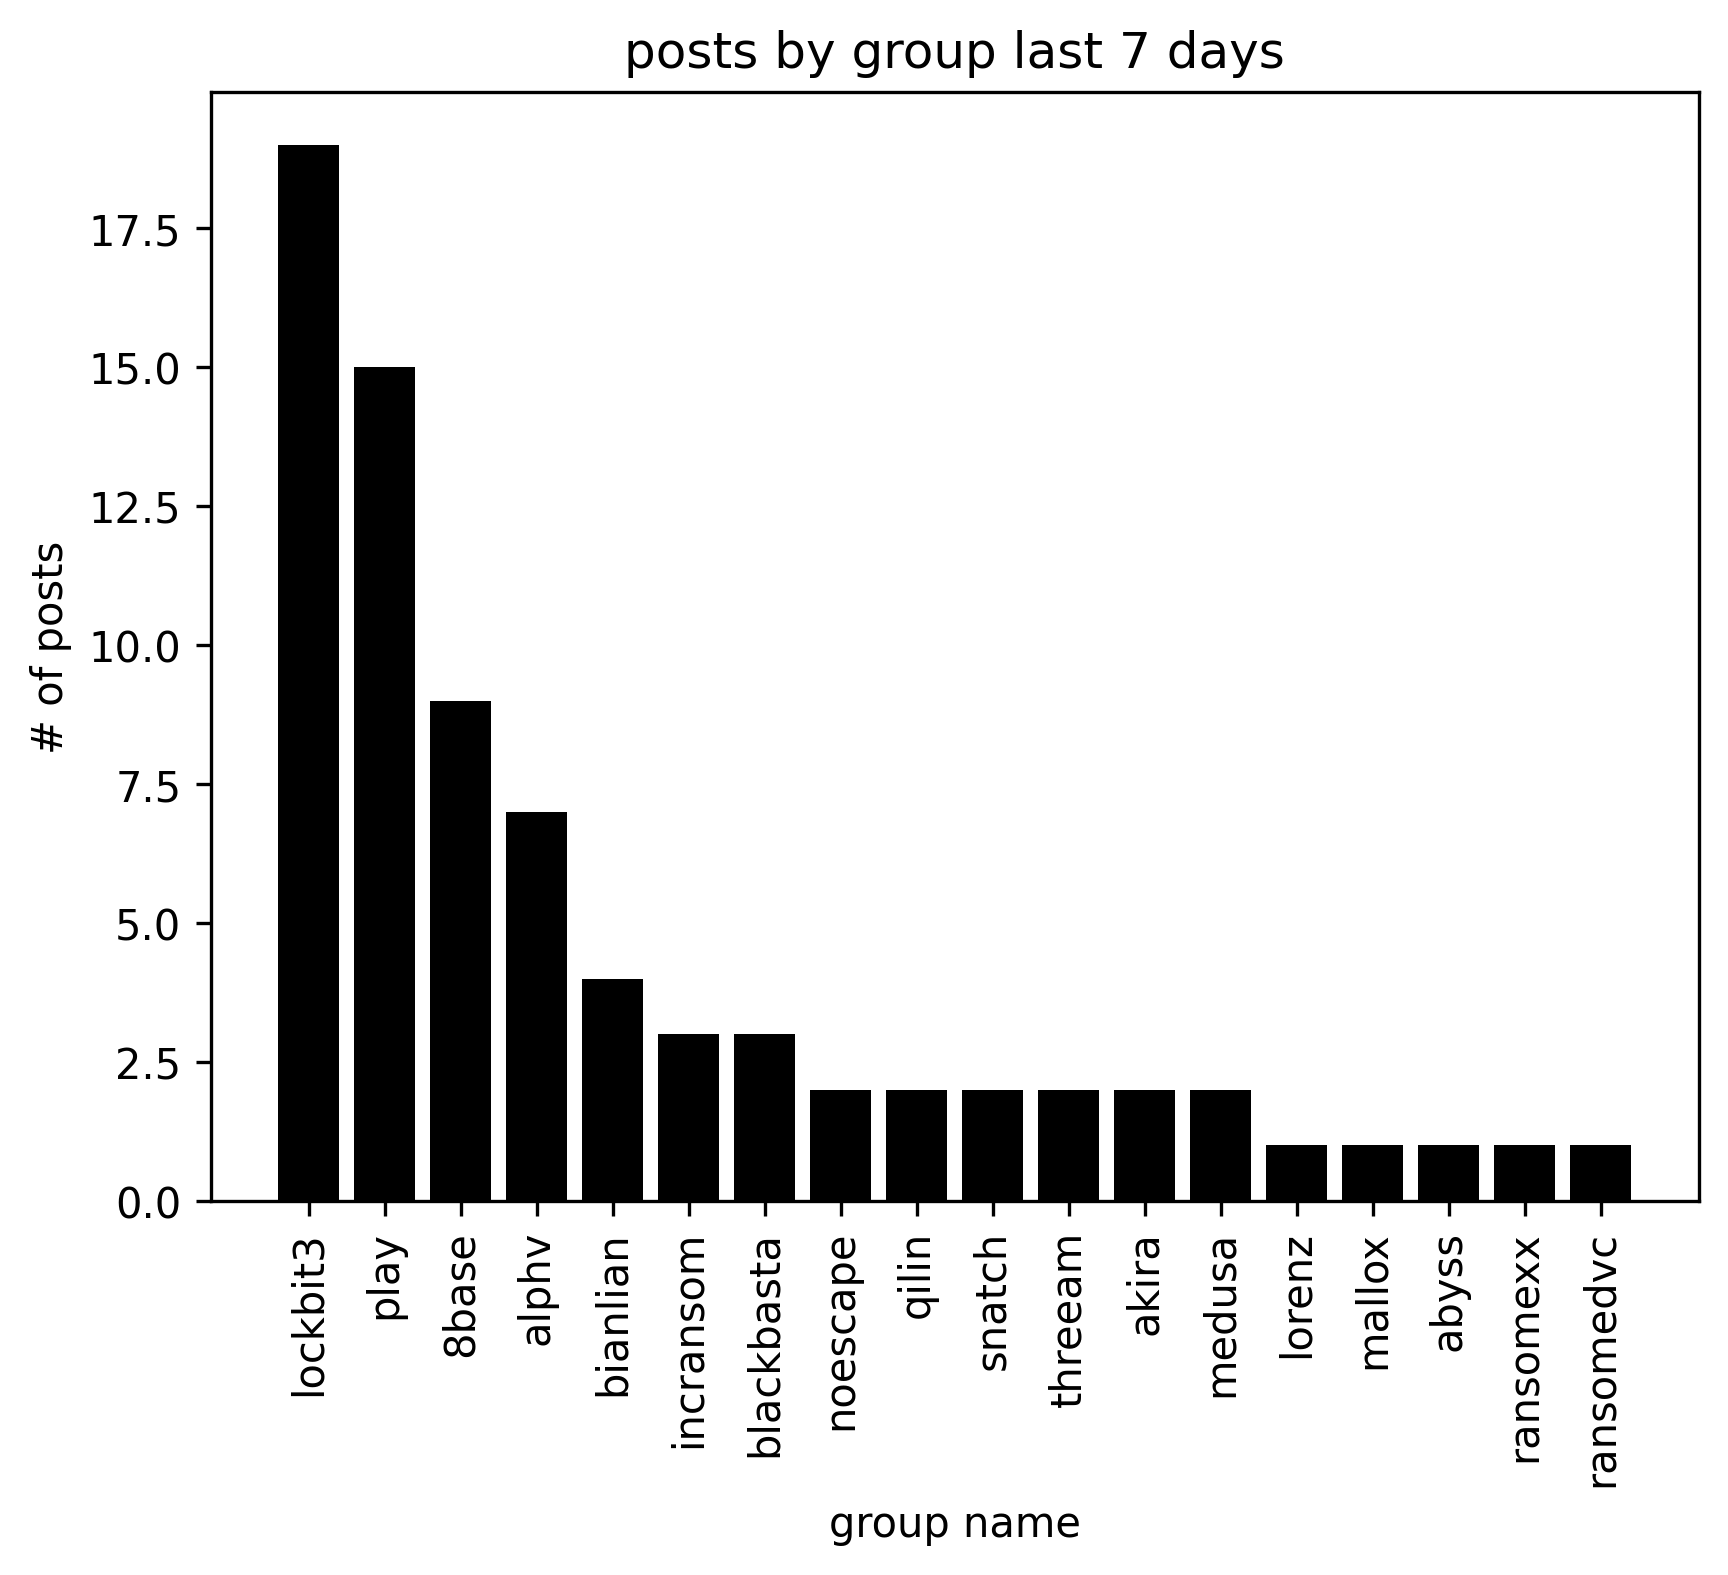 posts by group last 7 days
# of posts
17.5
15.0
12.5
10.0
7.5
5.0
2.5
0.0
lockbit3
play
8base
alphv
bianlian
incransom
blackbasta
noescape
qilin
snatch
threeam
akira
medusa
lorenz
mallox
abyss
ransomexx
ransomedvc
group name